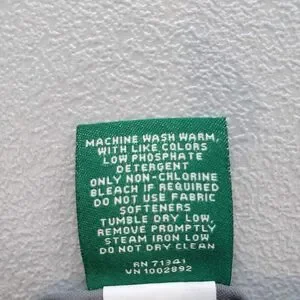 MACHINE WASH WARM,
WITH LIKE COLORS
LOW PHOSPHATE
DETERGENT
ONLY NON-CHLORINE
BLEACH IF REQUIRED
DO NOT USE FABRIC
SOFTENERS
TUMBLE DRY LOW,
REMOVE PROMPTLY
STEAM IRON LOW
DO NOT DRY CLEAN
RN 71341
VN 1002892